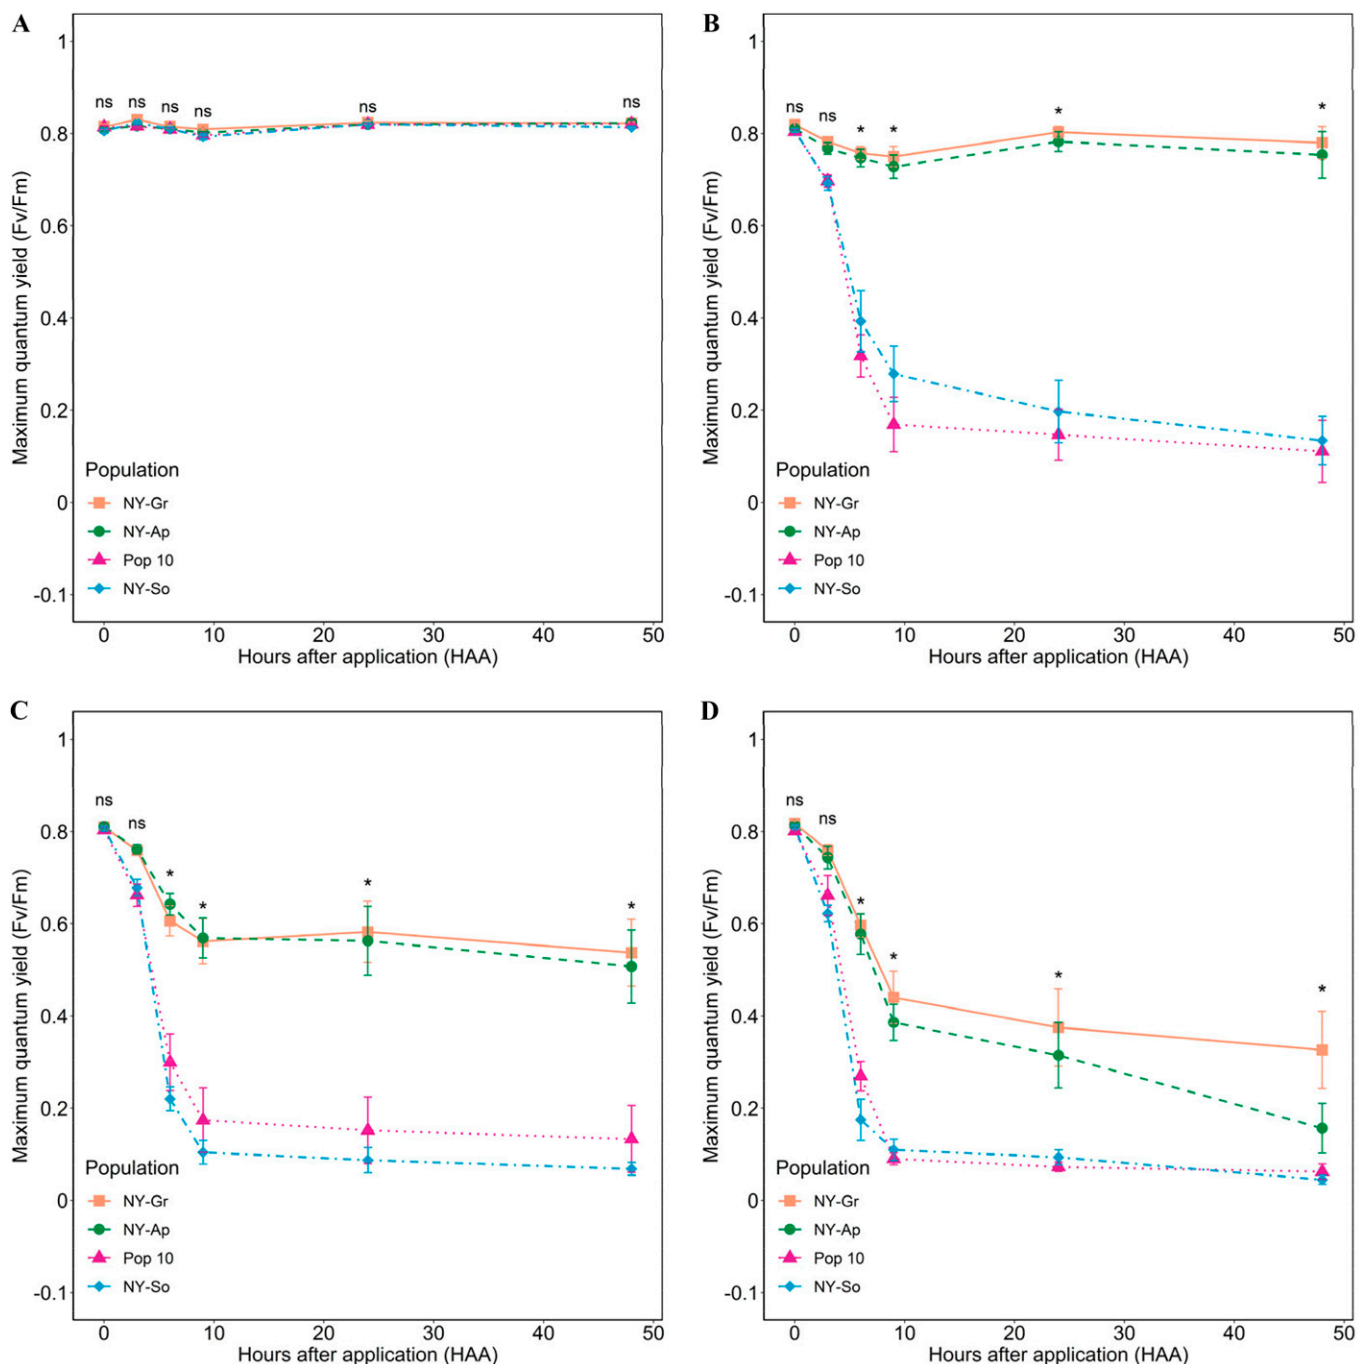 A
Maximum quantum yield (Fv/Fm)
1
0.8
0.6
0.4
0.2
0
-0.1
ns ns ns ns ns ns
Population
NY-Gr
NY-Ap
Pop 10
NY-So
0 10 20 30 40 50
Hours after application (HAA)
B
Maximum quantum yield (Fv/Fm)
1
0.8
0.6
0.4
0.2
0
-0.1
ns ns * * * *
Population
NY-Gr
NY-Ap
Pop 10
NY-So
0 10 20 30 40 50
Hours after application (HAA)
C
Maximum quantum yield (Fv/Fm)
1
0.8
0.6
0.4
0.2
0
-0.1
ns ns * * * *
Population
NY-Gr
NY-Ap
Pop 10
NY-So
0 10 20 30 40 50
Hours after application (HAA)
D
Maximum quantum yield (Fv/Fm)
1
0.8
0.6
0.4
0.2
0
-0.1
ns ns * * * *
Population
NY-Gr
NY-Ap
Pop 10
NY-So
0 10 20 30 40 50
Hours after application (HAA)